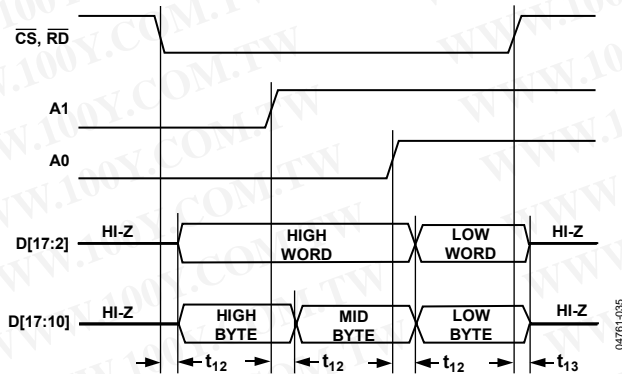 CS, RD
A1
A0
D[17:2] HI-Z HIGH WORD LOW WORD HI-Z
D[17:10] HI-Z HIGH BYTE MID BYTE LOW BYTE HI-Z
t12 t12 t12 t13
04761-035
WWW.100Y.COM.TW